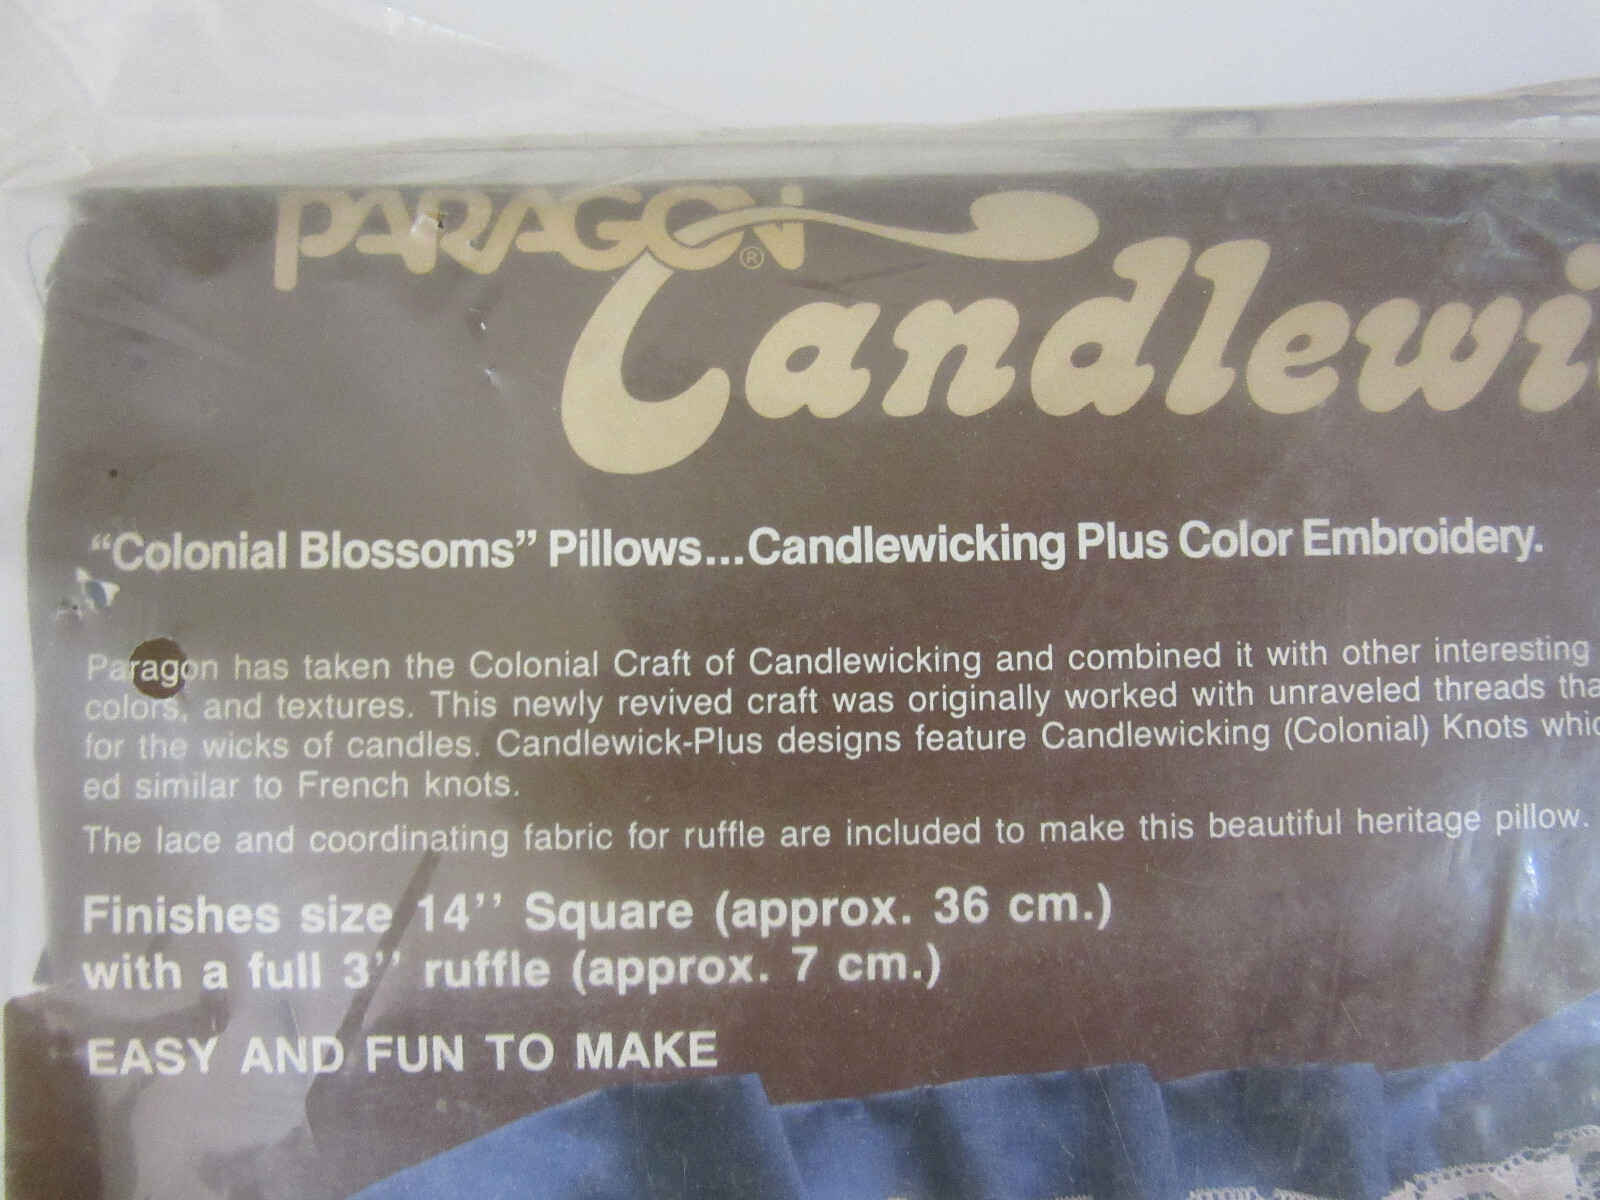 PARAGON®
Candlewi
“Colonial Blossoms” Pillows...Candlewicking Plus Color Embroidery.
Paragon has taken the Colonial Craft of Candlewicking and combined it with other interesting
colors, and textures. This newly revived craft was originally worked with unraveled threads tha
for the wicks of candles. Candlewick-Plus designs feature Candlewicking (Colonial) Knots whic
ed similar to French knots.
The lace and coordinating fabric for ruffle are included to make this beautiful heritage pillow.
Finishes size 14’’ Square (approx. 36 cm.)
with a full 3’’ ruffle (approx. 7 cm.)
EASY AND FUN TO MAKE